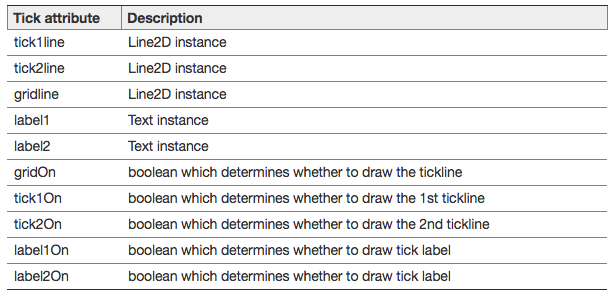 Tick attribute Description
tick1line Line2D instance
tick2line Line2D instance
gridline Line2D instance
label1 Text instance
label2 Text instance
gridOn boolean which determines whether to draw the tickline
tick1On boolean which determines whether to draw the 1st tickline
tick2On boolean which determines whether to draw the 2nd tickline
label1On boolean which determines whether to draw tick label
label2On boolean which determines whether to draw tick label